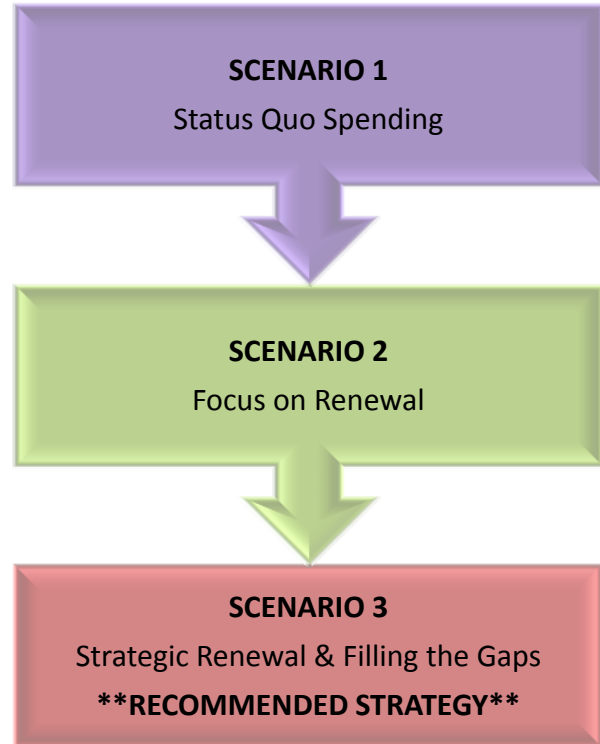 SCENARIO 1
Status Quo Spending
SCENARIO 2
Focus on Renewal
SCENARIO 3
Strategic Renewal & Filling the Gaps
**RECOMMENDED STRATEGY**